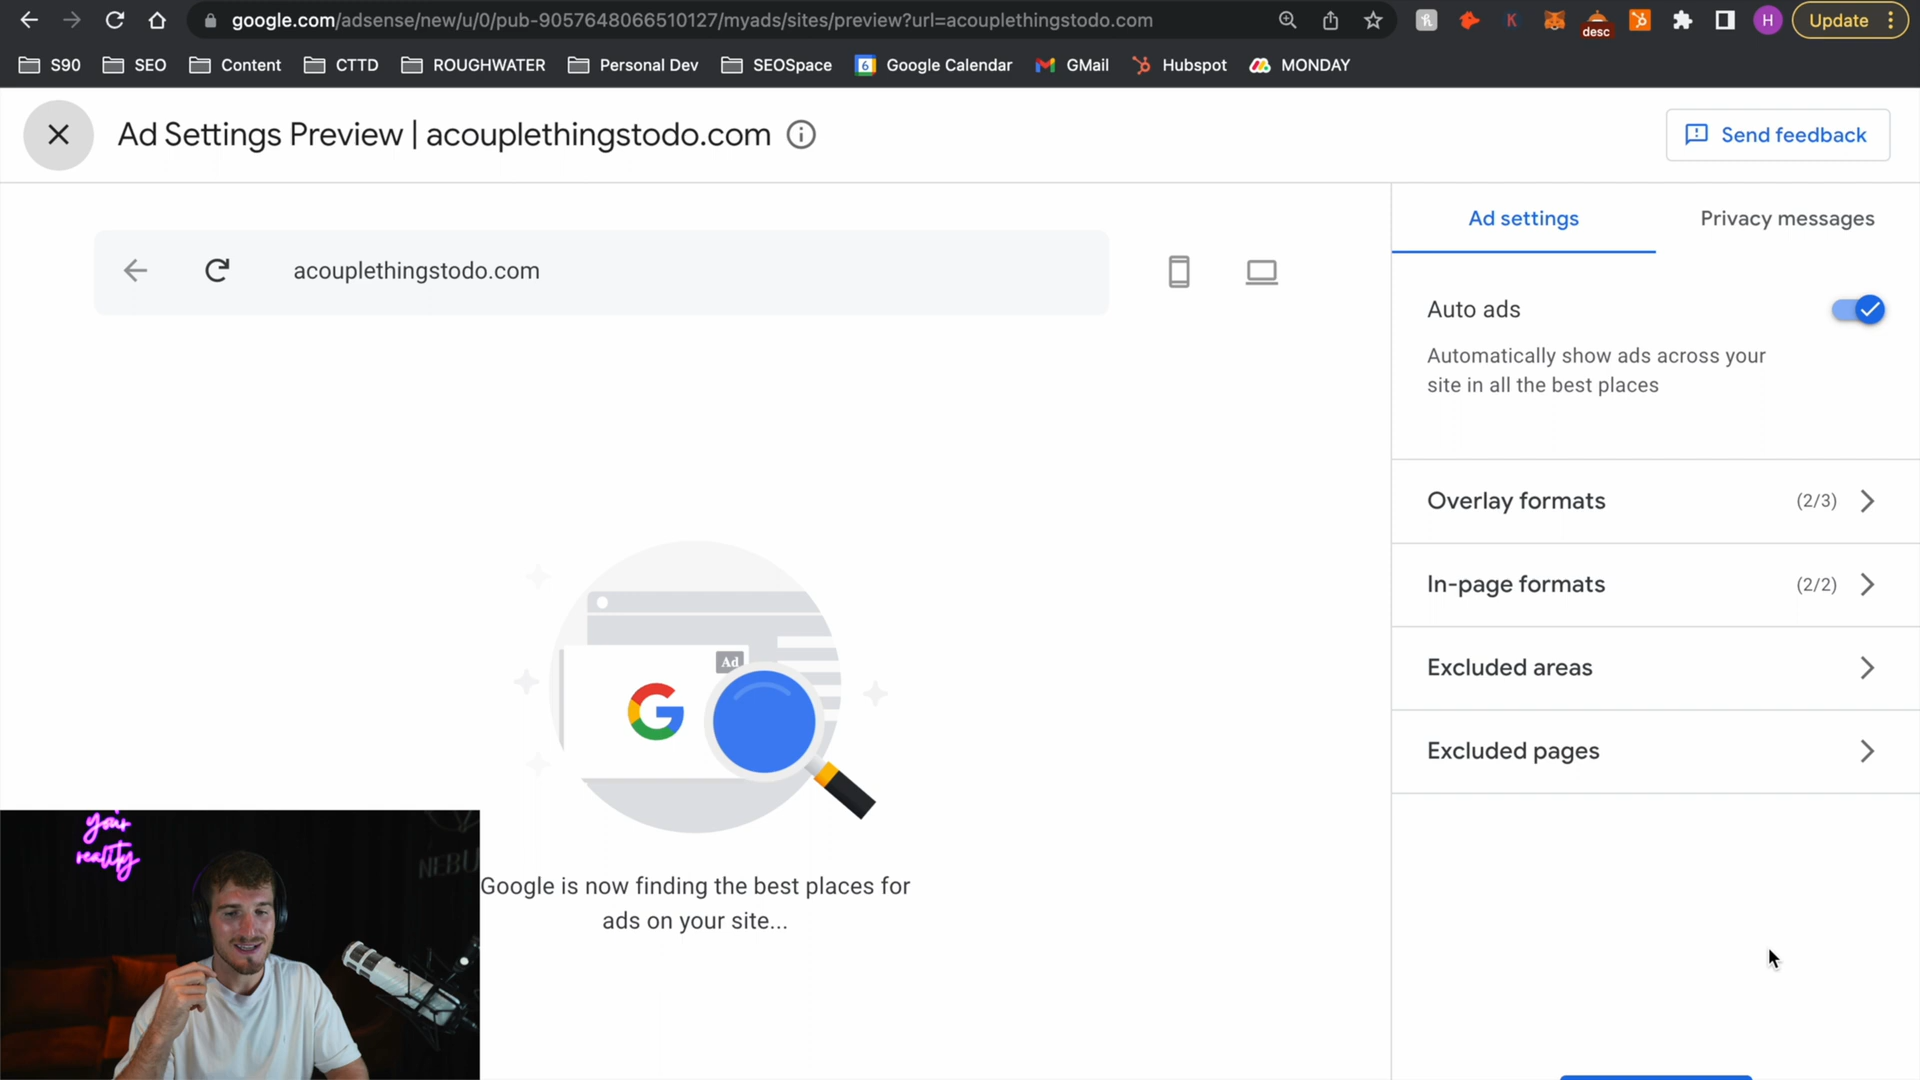 google.com/adsense/new/u/0/pub-9057648066510127/myads/sites/preview?url=acouplethingstodo.com
desc
H
Update
S90
SEO
Content
CTTD
ROUGHWATER
Personal Dev
SEOSpace
6
Google Calendar
GMail
Hubspot
MONDAY
Ad Settings Preview | acouplethingstodo.com
Send feedback
Ad settings
Privacy messages
acouplethingstodo.com
Auto ads
Automatically show ads across your
site in all the best places
Overlay formats
(2/3)
In-page formats
(2/2)
Excluded areas
Excluded pages
Ad
Google is now finding the best places for
ads on your site...
your
reality
NEBU